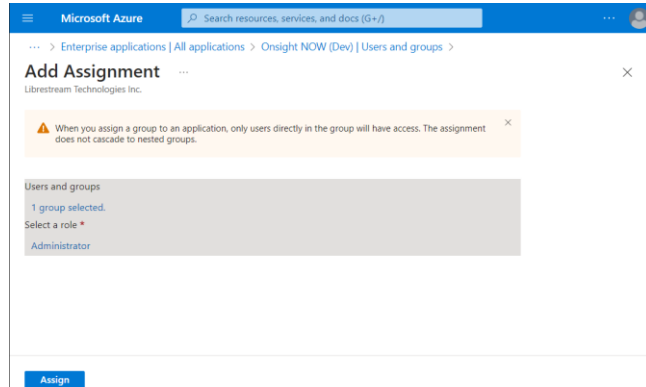 Microsoft Azure
Search resources, services, and docs (G+/)
...
... > Enterprise applications | All applications > Onsight NOW (Dev) | Users and groups >
Add Assignment ...
Librestream Technologies Inc.
When you assign a group to an application, only users directly in the group will have access. The assignment
does not cascade to nested groups.
Users and groups
1 group selected.
Select a role *
Administrator
Assign